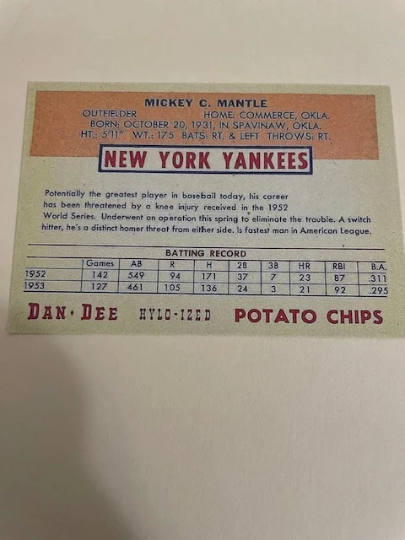 MICKEY C. MANTLE
OUTFIELDER HOME: COMMERCE, OKLA.
BORN: OCTOBER 20, 1931, IN SPAVINAW, OKLA.
HT.: 5'11" WT.: 175 BATS: RT. & LEFT THROWS: RT.
NEW YORK YANKEES
Potentially the greatest player in baseball today, his career
has been threatened by a knee injury received in the 1952
World Series. Underwent an operation this spring to eliminate the trouble. A switch
hitter, he's a distinct homer threat from either side. Is fastest man in American League.
BATTING RECORD
Games AB R H 2B 3B HR RBI B.A.
1952 142 549 94 171 37 7 23 87 .311
1953 127 461 105 136 24 3 21 92 .295
DAN·DEE HYLO-IZED POTATO CHIPS